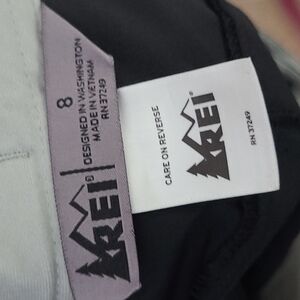 REI®
DESIGNED IN WASHINGTON
MADE IN VIETNAM
RN 37249
8
CARE ON REVERSE
REI®
RN 37249